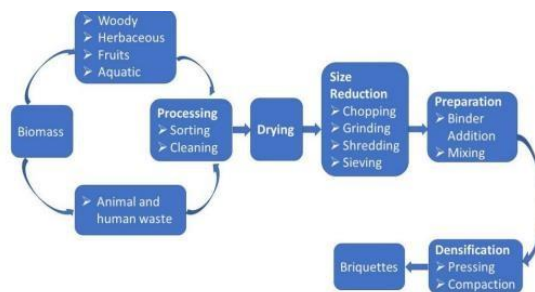 ➢ Woody
➢ Herbaceous
➢ Fruits
➢ Aquatic
Biomass
➢ Animal and
human waste
Processing
➢ Sorting
➢ Cleaning
Drying
Size
Reduction
➢ Chopping
➢ Grinding
➢ Shredding
➢ Sieving
Preparation
➢ Binder
Addition
➢ Mixing
Densification
➢ Pressing
➢ Compaction
Briquettes